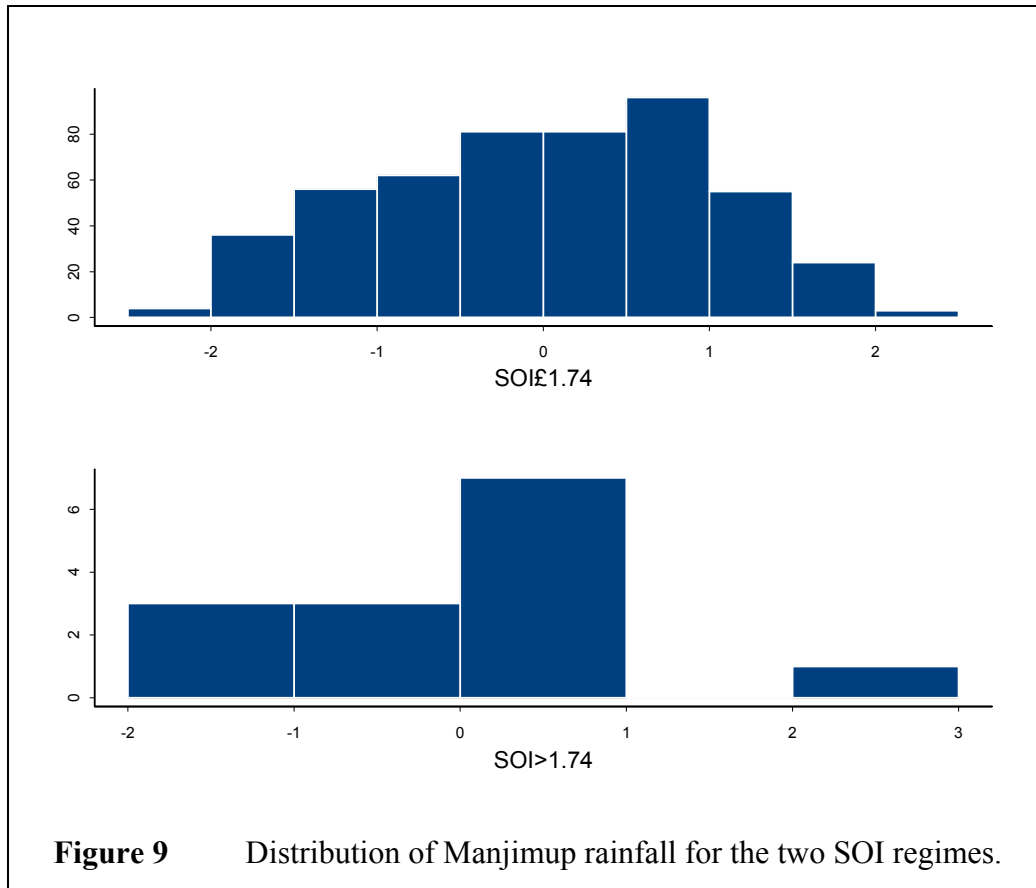 80
60
40
20
0
-2 -1 0 1 2
SOI£1.74
6
4
2
0
-2 -1 0 1 2 3
SOI>1.74
Figure 9 Distribution of Manjimup rainfall for the two SOI regimes.